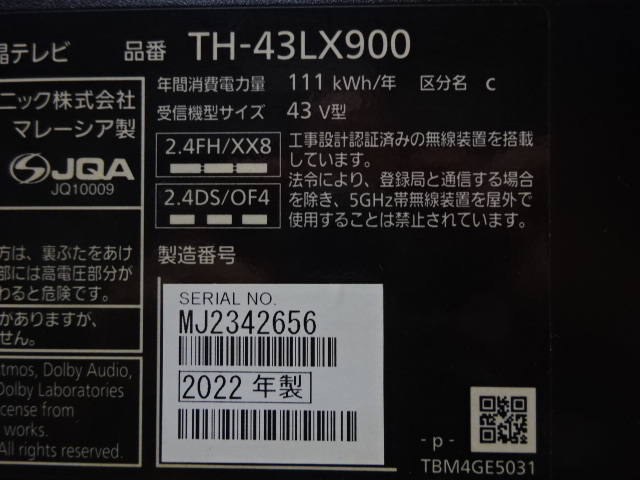 晶テレビ 品番 TH-43LX900
年間消費電力量 111 kWh/年 区分名 c
受信機型サイズ 43 V型
ニック株式会社
マレーシア製
JQA
JQ10009
2.4FH/XX8
2.4DS/OF4
工事設計認証済みの無線装置を搭載
しています。
法令により、登録局と通信する場合
を除き、5GHz帯無線装置を屋外で
使用することは禁止されています。
方は、裏ぶたをあけ
部には高電圧部分が
わると危険です。
がありますが、
せん。
製造番号
SERIAL NO.
MJ2342656
2022 年製
tmos, Dolby Audio,
Dolby Laboratories
license from
works.
All rights reserved.
- p -
TBM4GE5031